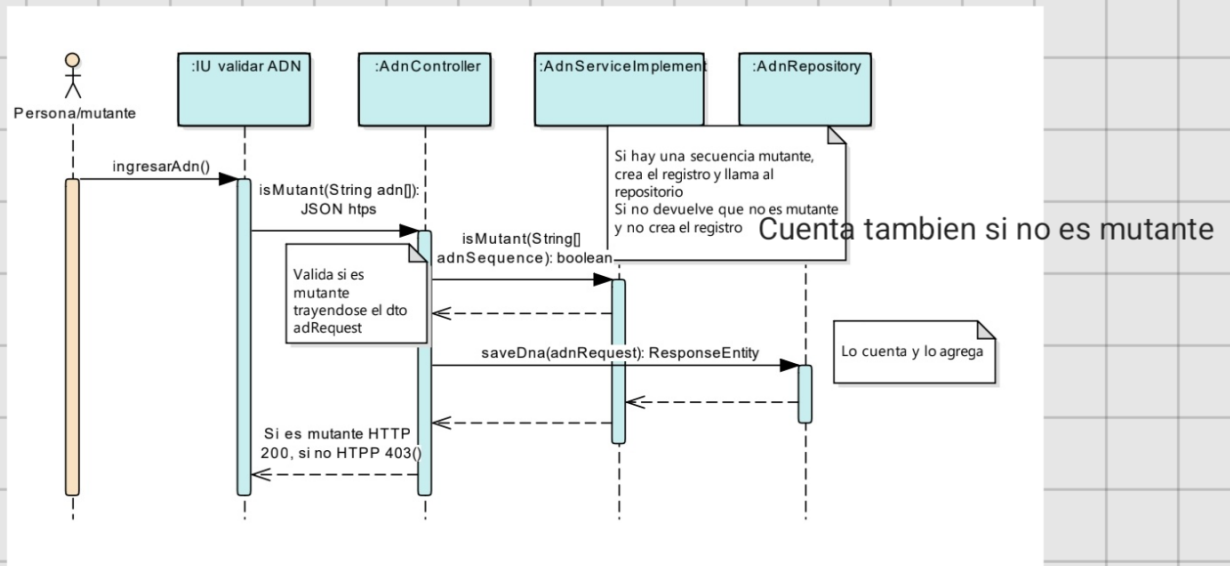 :IU validar ADN
:AdnController
:AdnServiceImplement
:AdnRepository
Persona/mutante
ingresarAdn()
isMutant(String adn[]):
JSON htps
Si hay una secuencia mutante,
crea el registro y llama al
repositorio
Si no devuelve que no es mutante
y no crea el registro
Cuenta tambien si no es mutante
isMutant(String[]
adnSequence): boolean
Valida si es
mutante
trayendose el dto
adRequest
saveDna(adnRequest): ResponseEntity
Lo cuenta y lo agrega
Si es mutante HTTP
200, si no HTPP 403()